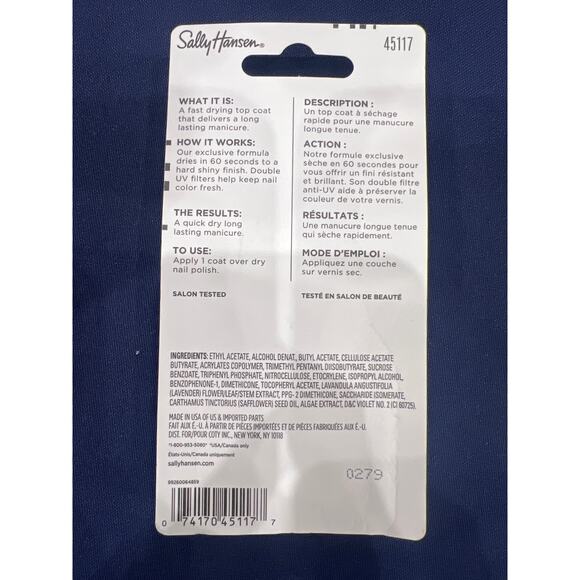 Sally Hansen®
45117
WHAT IT IS:
A fast drying top coat
that delivers a long
lasting manicure.
HOW IT WORKS:
Our exclusive formula
dries in 60 seconds to a
hard shiny finish. Double
UV filters help keep nail
color fresh.
THE RESULTS:
A quick dry long
lasting manicure.
TO USE:
Apply 1 coat over dry
nail polish.
SALON TESTED
DESCRIPTION :
Un top coat à séchage
rapide pour une manucure
longue tenue.
ACTION :
Notre formule exclusive
sèche en 60 secondes pour
vous offrir un fini résistant
et brillant. Son double filtre
anti-UV aide à préserver la
couleur de votre vernis.
RÉSULTATS :
Une manucure longue tenue
qui sèche rapidement.
MODE D'EMPLOI :
Appliquez une couche
sur vernis sec.
TESTÉ EN SALON DE BEAUTÉ
INGREDIENTS: ETHYL ACETATE, ALCOHOL DENAT., BUTYL ACETATE, CELLULOSE ACETATE
BUTYRATE, ACRYLATES COPOLYMER, TRIMETHYL PENTANYL DIISOBUTYRATE, SUCROSE
BENZOATE, TRIPHENYL PHOSPHATE, NITROCELLULOSE, ETOCRYLENE, ISOPROPYL ALCOHOL,
BENZOPHENONE-1, DIMETHICONE, TOCOPHERYL ACETATE, LAVANDULA ANGUSTIFOLIA
(LAVENDER) FLOWER/LEAF/STEM EXTRACT, PPG-2 DIMETHICONE, SACCHARIDE ISOMERATE,
CARTHAMUS TINCTORIUS (SAFFLOWER) SEED OIL, ALGAE EXTRACT, D&C VIOLET NO. 2 (CI 60725).
MADE IN USA OF US & IMPORTED PARTS
FAIT AUX É.-U. À PARTIR DE PIÈCES IMPORTÉES ET DE PIÈCES FABRIQUÉES AUX É.-U.
DIST. FOR/POUR COTY INC., NEW YORK, NY 10118
*1-800-953-5080* *USA/Canada only
États-Unis/Canada uniquement
sallyhansen.com
0279
99260064859
0 74170 45117 7